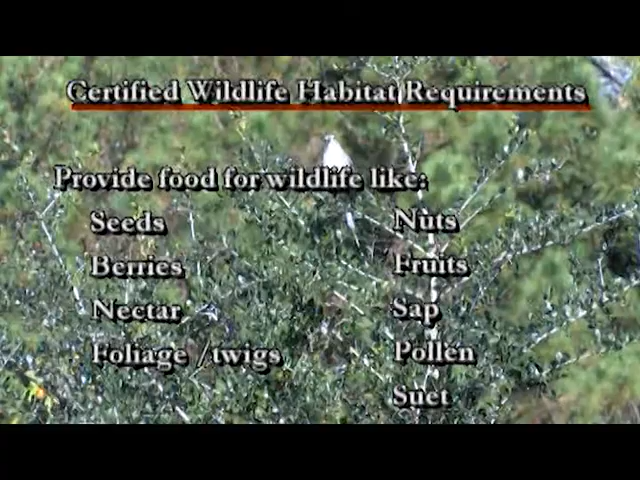 Certified Wildlife Habitat Requirements
Provide food for wildlife like:
Seeds
Berries
Nectar
Foliage /twigs
Nuts
Fruits
Sap
Pollen
Suet